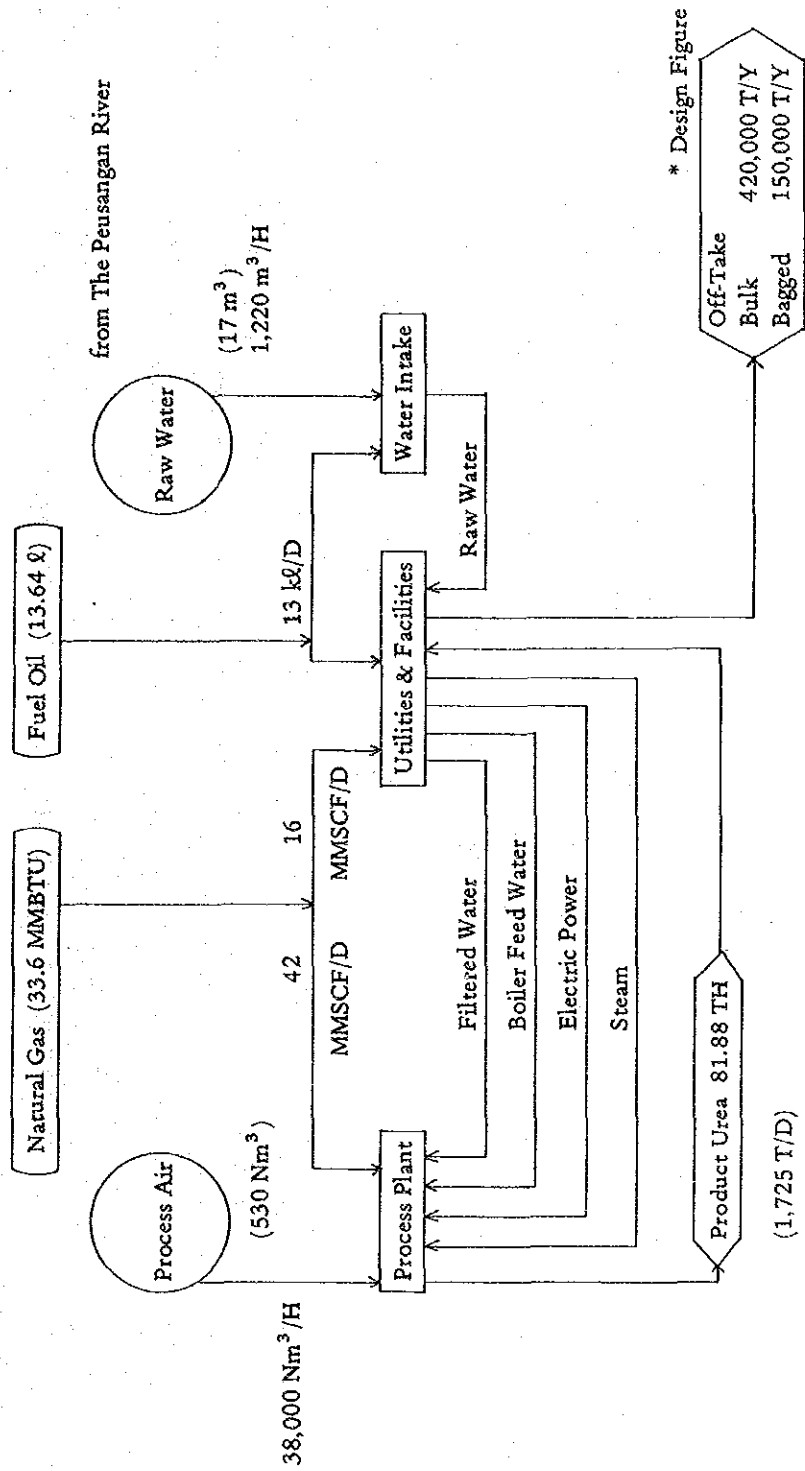 Natural Gas (33.6 MMBTU)
Fuel Oil (13.64 ℓ)
from The Peusangan River
Process Air
Raw Water
(530 Nm³)
38,000 Nm³/H
42
MMSCF/D
16
MMSCF/D
13 kℓ/D
(17 m³)
1,220 m³/H
Process Plant
Utilities & Facilities
Water Intake
Filtered Water
Boiler Feed Water
Electric Power
Steam
Raw Water
Product Urea 81.88 TH
(1,725 T/D)
* Design Figure
Off-Take
Bulk 420,000 T/Y
Bagged 150,000 T/Y